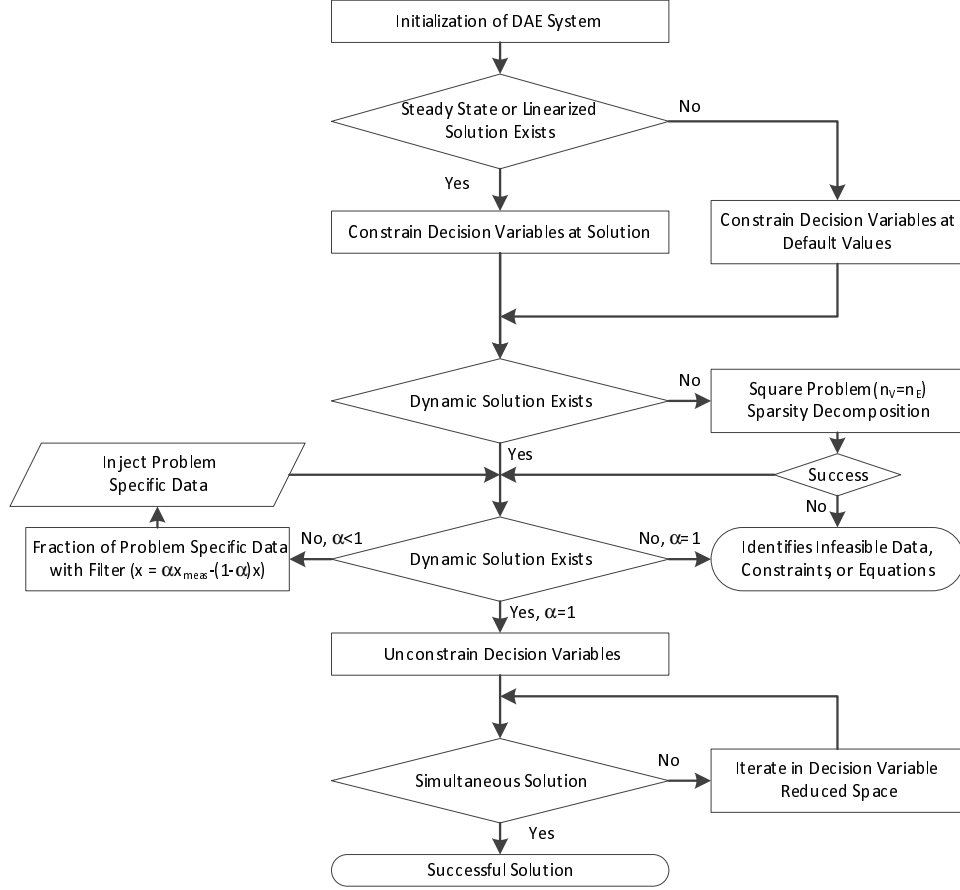 Initialization of DAE System
Steady State or Linearized
Solution Exists
No
Yes
Constrain Decision Variables at Solution
Constrain Decision Variables at
Default Values
Dynamic Solution Exists
No
Square Problem (nV=nE)
Sparsity Decomposition
Yes
Inject Problem
Specific Data
Success
No
Fraction of Problem Specific Data
with Filter (x = αxmeas-(1-α)x)
No, α<1
Dynamic Solution Exists
No, α=1
Identifies Infeasible Data,
Constraints, or Equations
Yes, α=1
Unconstrain Decision Variables
Simultaneous Solution
No
Iterate in Decision Variable
Reduced Space
Yes
Successful Solution